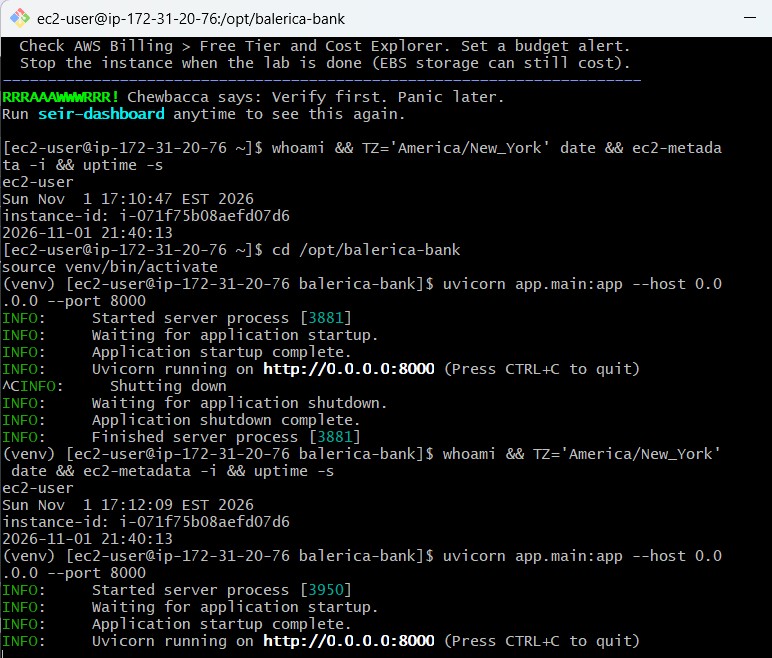 ec2-user@ip-172-31-20-76:/opt/balerica-bank
Check AWS Billing > Free Tier and Cost Explorer. Set a budget alert.
Stop the instance when the lab is done (EBS storage can still cost).
-----------------------------------------------------------------------
RRRAAAWWWRRR! Chewbacca says: Verify first. Panic later.
Run seir-dashboard anytime to see this again.
[ec2-user@ip-172-31-20-76 ~]$ whoami && TZ='America/New_York' date && ec2-metada
ta -i && uptime -s
ec2-user
Sun Nov  1 17:10:47 EST 2026
instance-id: i-071f75b08aefd07d6
2026-11-01 21:40:13
[ec2-user@ip-172-31-20-76 ~]$ cd /opt/balerica-bank
source venv/bin/activate
(venv) [ec2-user@ip-172-31-20-76 balerica-bank]$ uvicorn app.main:app --host 0.0
.0.0 --port 8000
INFO:     Started server process [3881]
INFO:     Waiting for application startup.
INFO:     Application startup complete.
INFO:     Uvicorn running on http://0.0.0.0:8000 (Press CTRL+C to quit)
^CINFO:     Shutting down
INFO:     Waiting for application shutdown.
INFO:     Application shutdown complete.
INFO:     Finished server process [3881]
(venv) [ec2-user@ip-172-31-20-76 balerica-bank]$ whoami && TZ='America/New_York'
 date && ec2-metadata -i && uptime -s
ec2-user
Sun Nov  1 17:12:09 EST 2026
instance-id: i-071f75b08aefd07d6
2026-11-01 21:40:13
(venv) [ec2-user@ip-172-31-20-76 balerica-bank]$ uvicorn app.main:app --host 0.0
.0.0 --port 8000
INFO:     Started server process [3950]
INFO:     Waiting for application startup.
INFO:     Application startup complete.
INFO:     Uvicorn running on http://0.0.0.0:8000 (Press CTRL+C to quit)